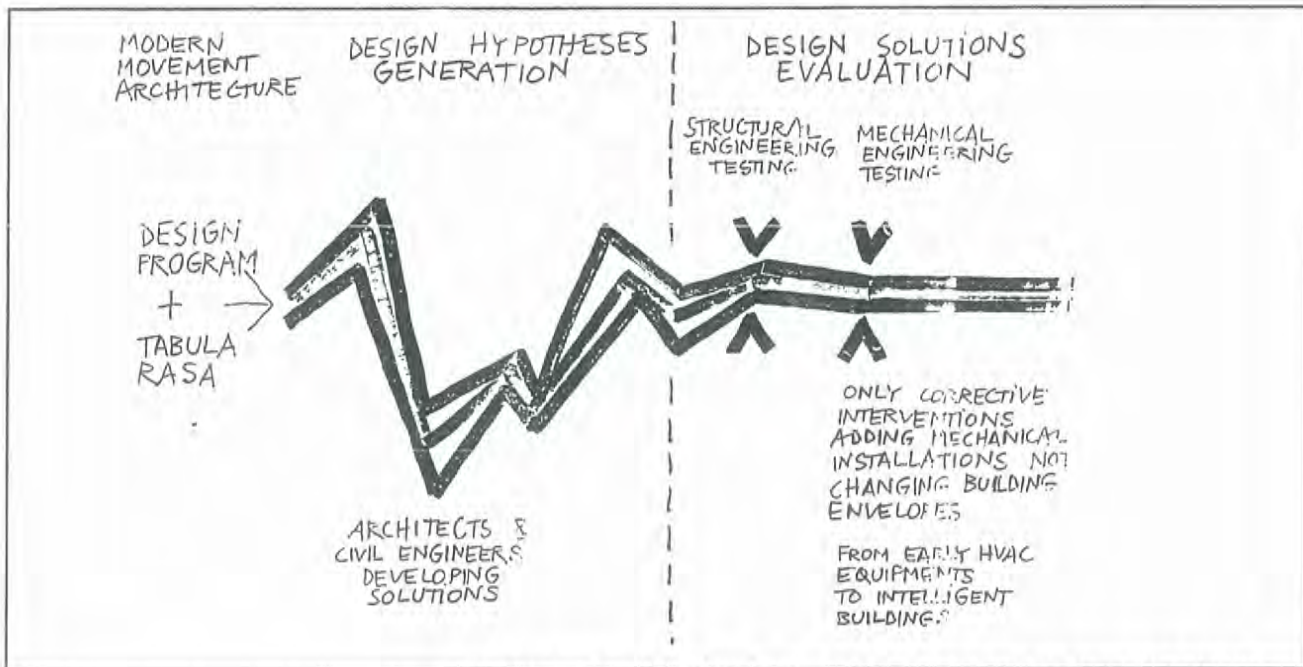 MODERN
MOVEMENT
ARCHITECTURE
DESIGN HYPOTHESES
GENERATION
DESIGN SOLUTIONS
EVALUATION
STRUCTURAL
ENGINEERING
TESTING
MECHANICAL
ENGINEERING
TESTING
DESIGN
PROGRAM
+
TABULA
RASA
ARCHITECTS &
CIVIL ENGINEERS
DEVELOPING
SOLUTIONS
ONLY CORRECTIVE
INTERVENTIONS
ADDING MECHANICAL
INSTALLATIONS NOT
CHANGING BUILDING
ENVELOPES
FROM EARLY HVAC
EQUIPMENTS
TO INTELLIGENT
BUILDINGS